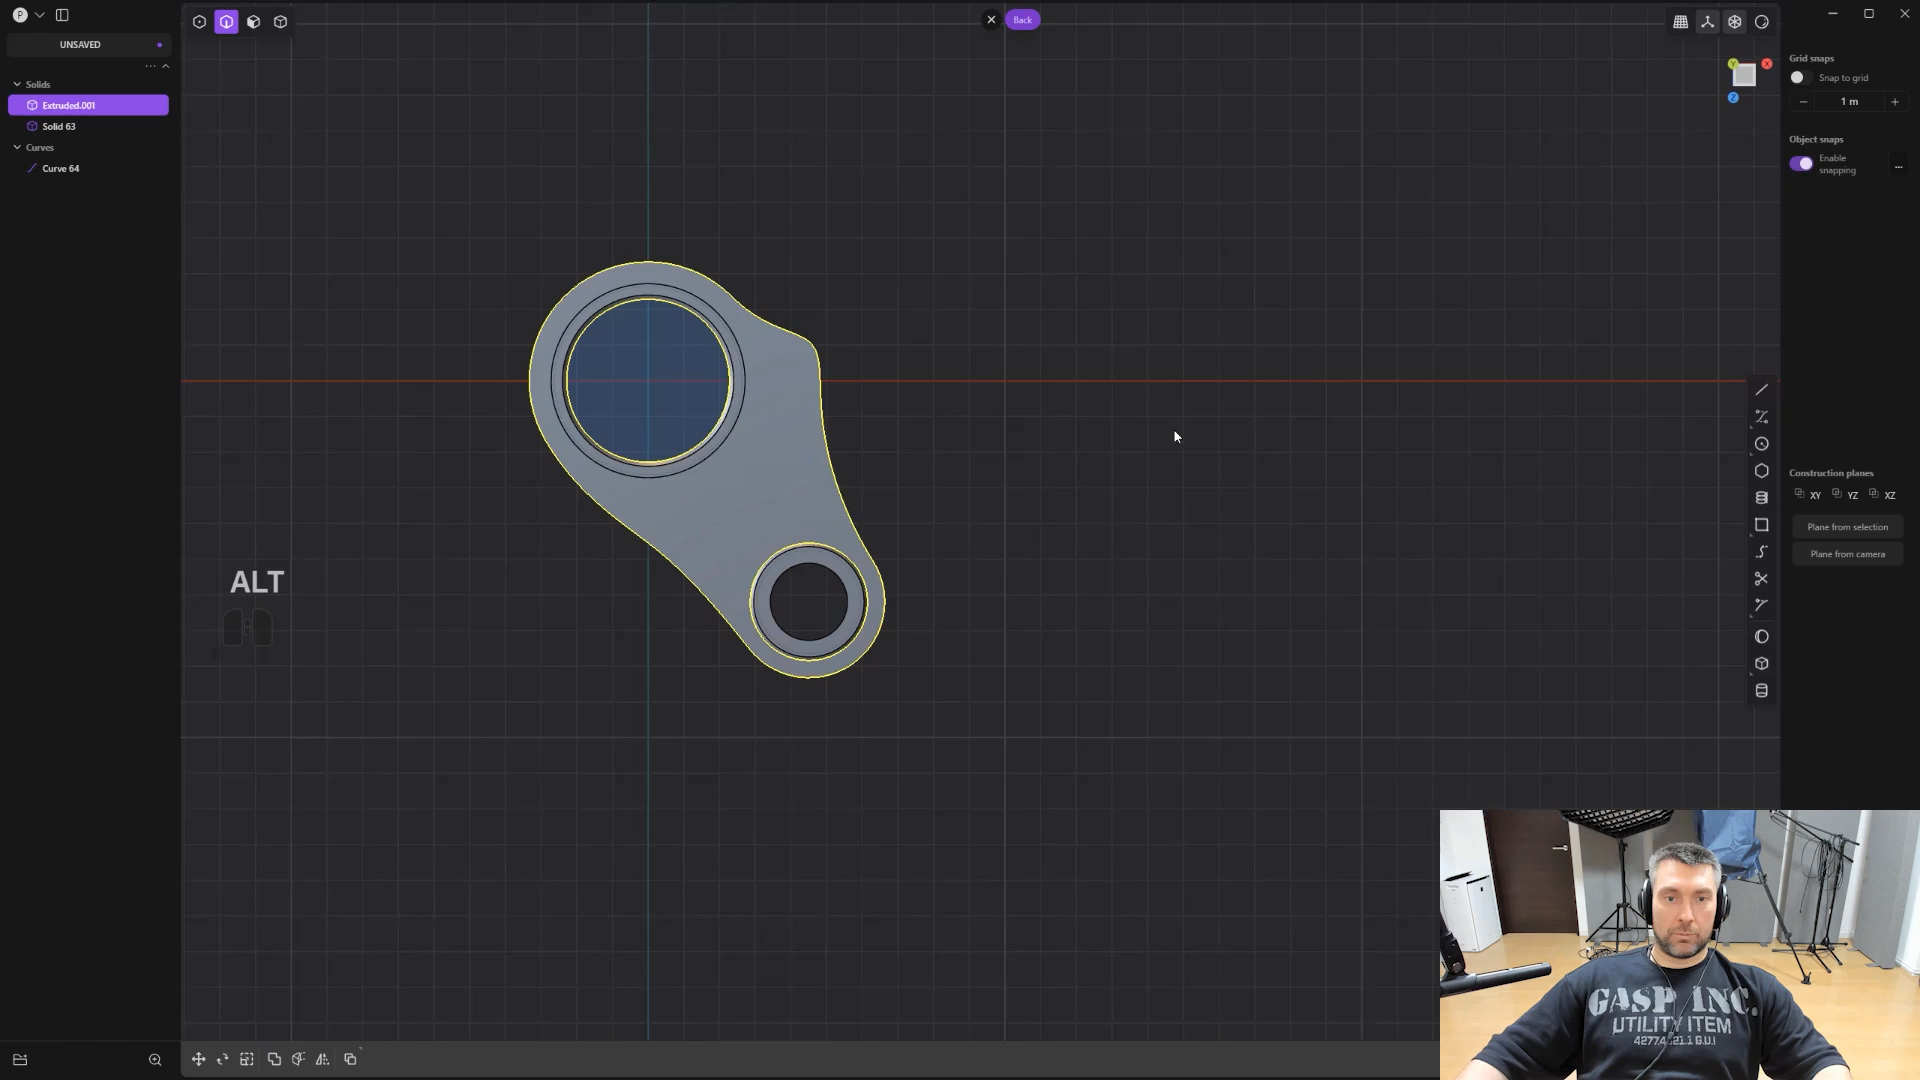 P
UNSAVED
Solids
Extruded.001
Solid 63
Curves
Curve 64
Back
ALT
Y
X
Z
Grid snaps
Snap to grid
1 m
Object snaps
Enable
snapping
Construction planes
XY
YZ
XZ
Plane from selection
Plane from camera
GASP INC.
UTILITY ITEM